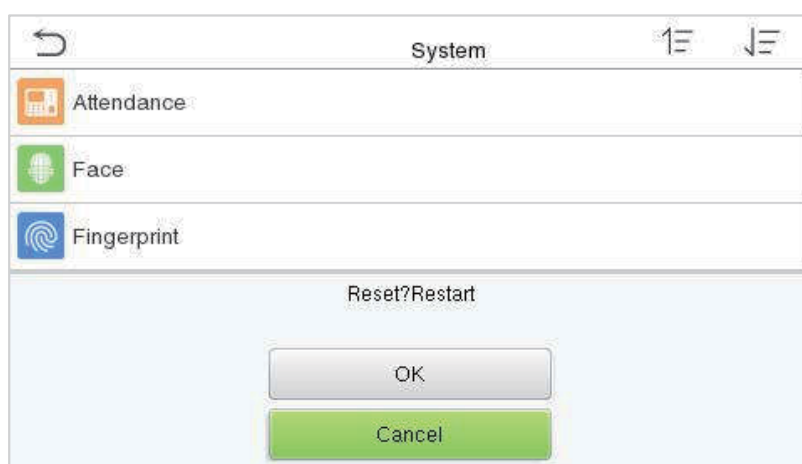 System
Attendance
Face
Fingerprint
Reset?Restart
OK
Cancel